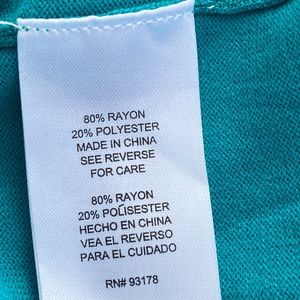 80% RAYON
20% POLYESTER
MADE IN CHINA
SEE REVERSE
FOR CARE
80% RAYON
20% POLÍSESTER
HECHO EN CHINA
VEA EL REVERSO
PARA EL CUIDADO
RN# 93178